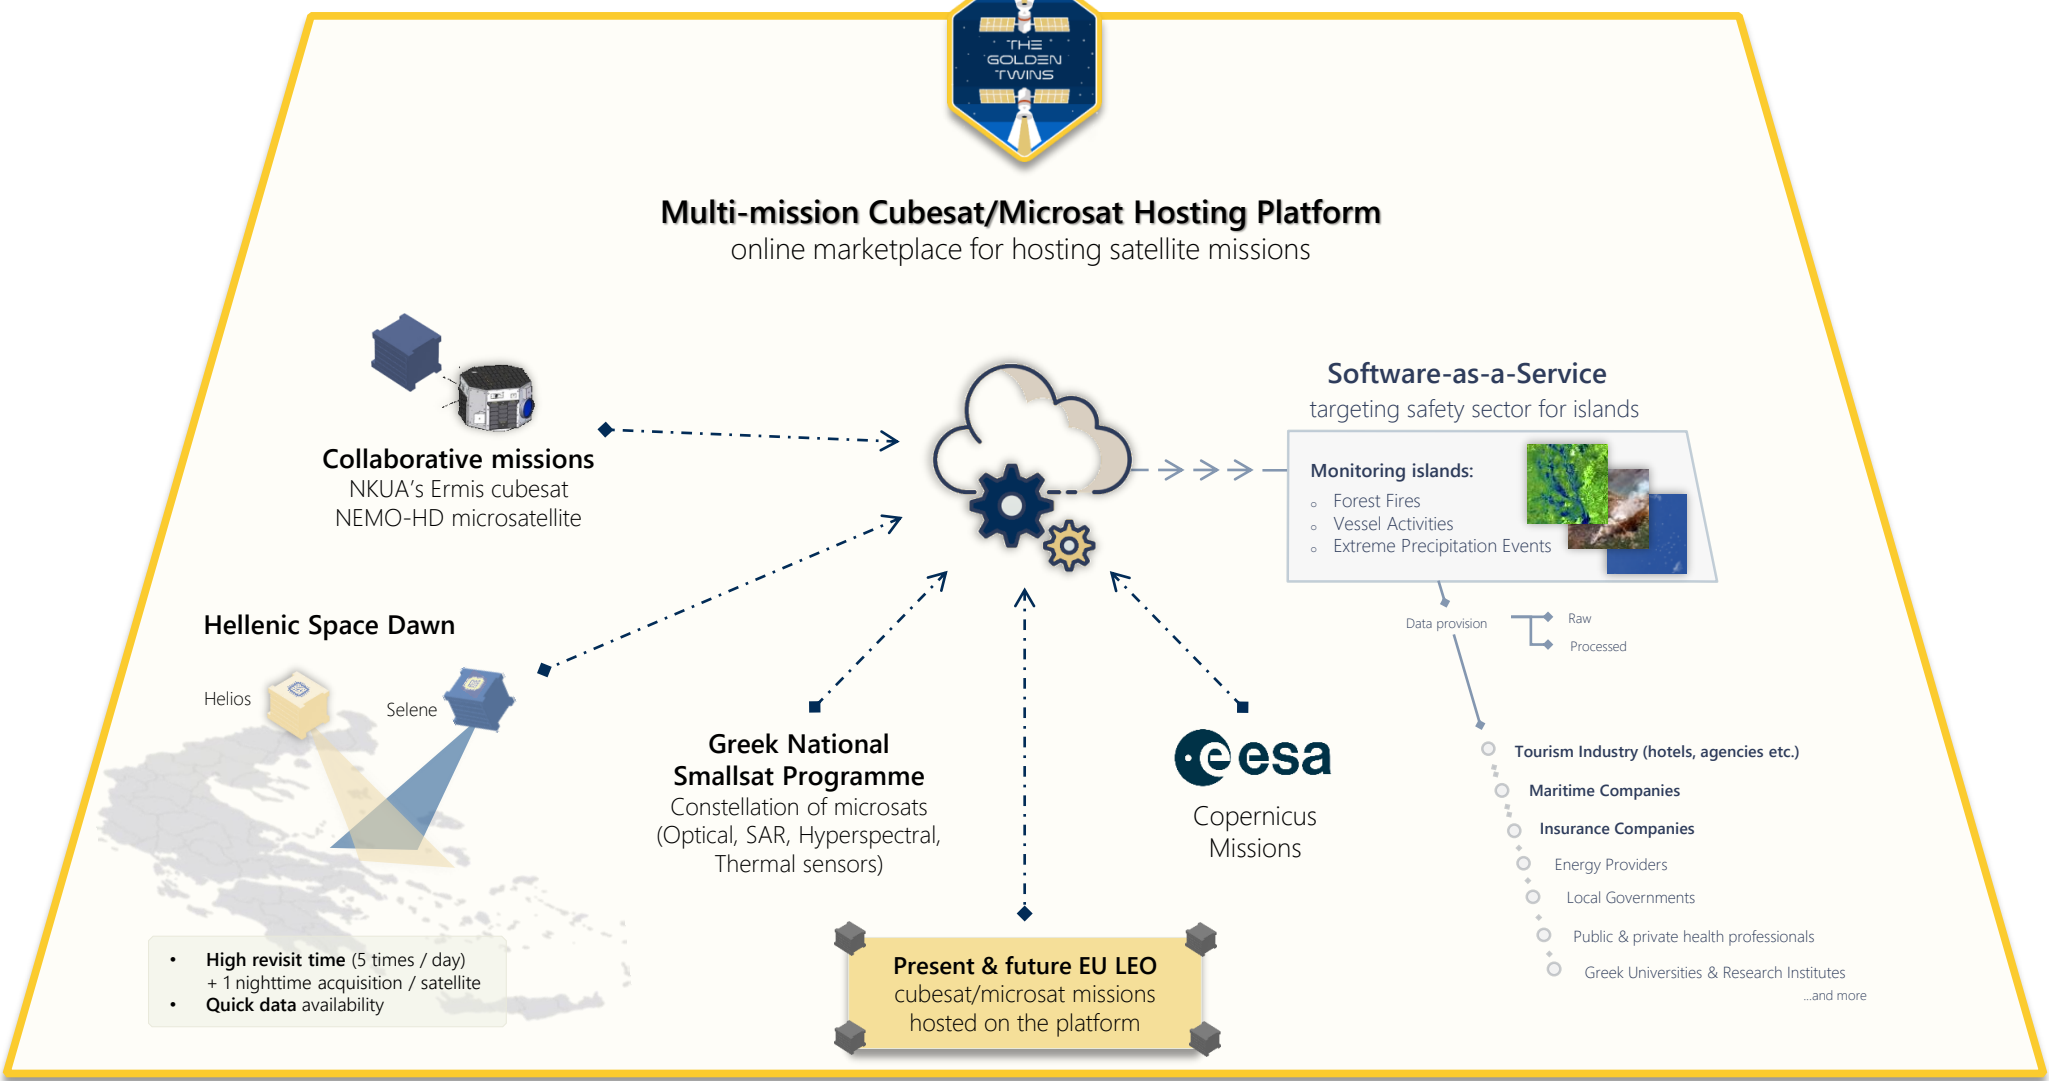 THE
GOLDEN
TWINS
Multi-mission Cubesat/Microsat Hosting Platform
online marketplace for hosting satellite missions
Collaborative missions
NKUA's Ermis cubesat
NEMO-HD microsatellite
Software-as-a-Service
targeting safety sector for islands
Monitoring islands:
o Forest Fires
o Vessel Activities
o Extreme Precipitation Events
Data provision
Raw
Processed
Hellenic Space Dawn
Helios
Selene
• High revisit time (5 times / day)
+ 1 nighttime acquisition / satellite
• Quick data availability
Greek National
Smallsat Programme
Constellation of microsats
(Optical, SAR, Hyperspectral,
Thermal sensors)
esa
Copernicus
Missions
Present & future EU LEO
cubesat/microsat missions
hosted on the platform
Tourism Industry (hotels, agencies etc.)
Maritime Companies
Insurance Companies
Energy Providers
Local Governments
Public & private health professionals
Greek Universities & Research Institutes
...and more